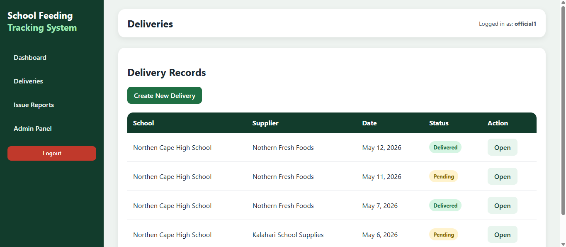 School Feeding
Tracking System
Dashboard
Deliveries
Issue Reports
Admin Panel
Logout
Deliveries
Logged in as: official1
Delivery Records
Create New Delivery
School Supplier Date Status Action
Northen Cape High School Nothern Fresh Foods May 12, 2026 Delivered Open
Northen Cape High School Nothern Fresh Foods May 11, 2026 Pending Open
Northen Cape High School Nothern Fresh Foods May 7, 2026 Delivered Open
Northen Cape High School Kalahari School Supplies May 6, 2026 Pending Open